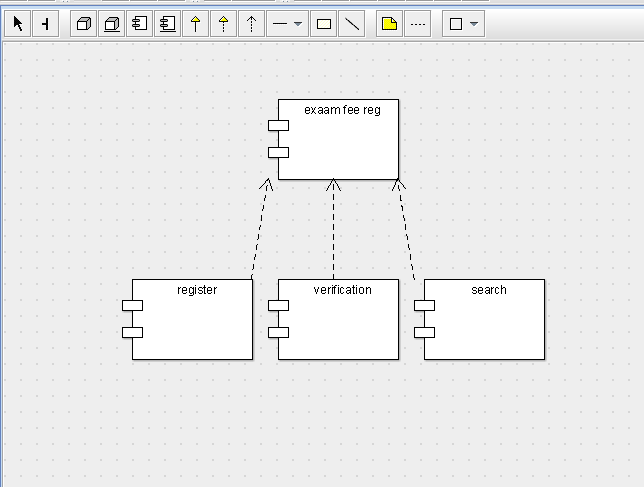 exaam fee reg
register
verification
search